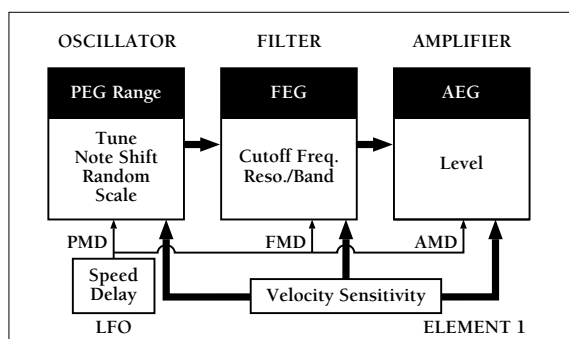 OSCILLATOR FILTER AMPLIFIER
PEG Range FEG AEG
Tune
Note Shift
Random
Scale
Cutoff Freq.
Reso./Band
Level
PMD FMD AMD
Speed
Delay
Velocity Sensitivity
LFO ELEMENT 1